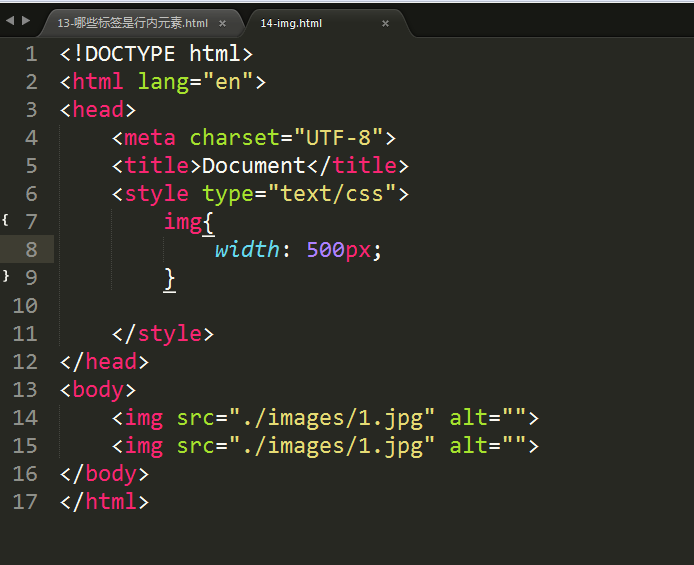 13-哪些标签是行内元素.html × 14-img.html ×
1 <!DOCTYPE html>
2 <html lang="en">
3 <head>
4 <meta charset="UTF-8">
5 <title>Document</title>
6 <style type="text/css">
{ 7 img{
8 width: 500px;
} 9 }
10
11 </style>
12 </head>
13 <body>
14 <img src="./images/1.jpg" alt="">
15 <img src="./images/1.jpg" alt="">
16 </body>
17 </html>